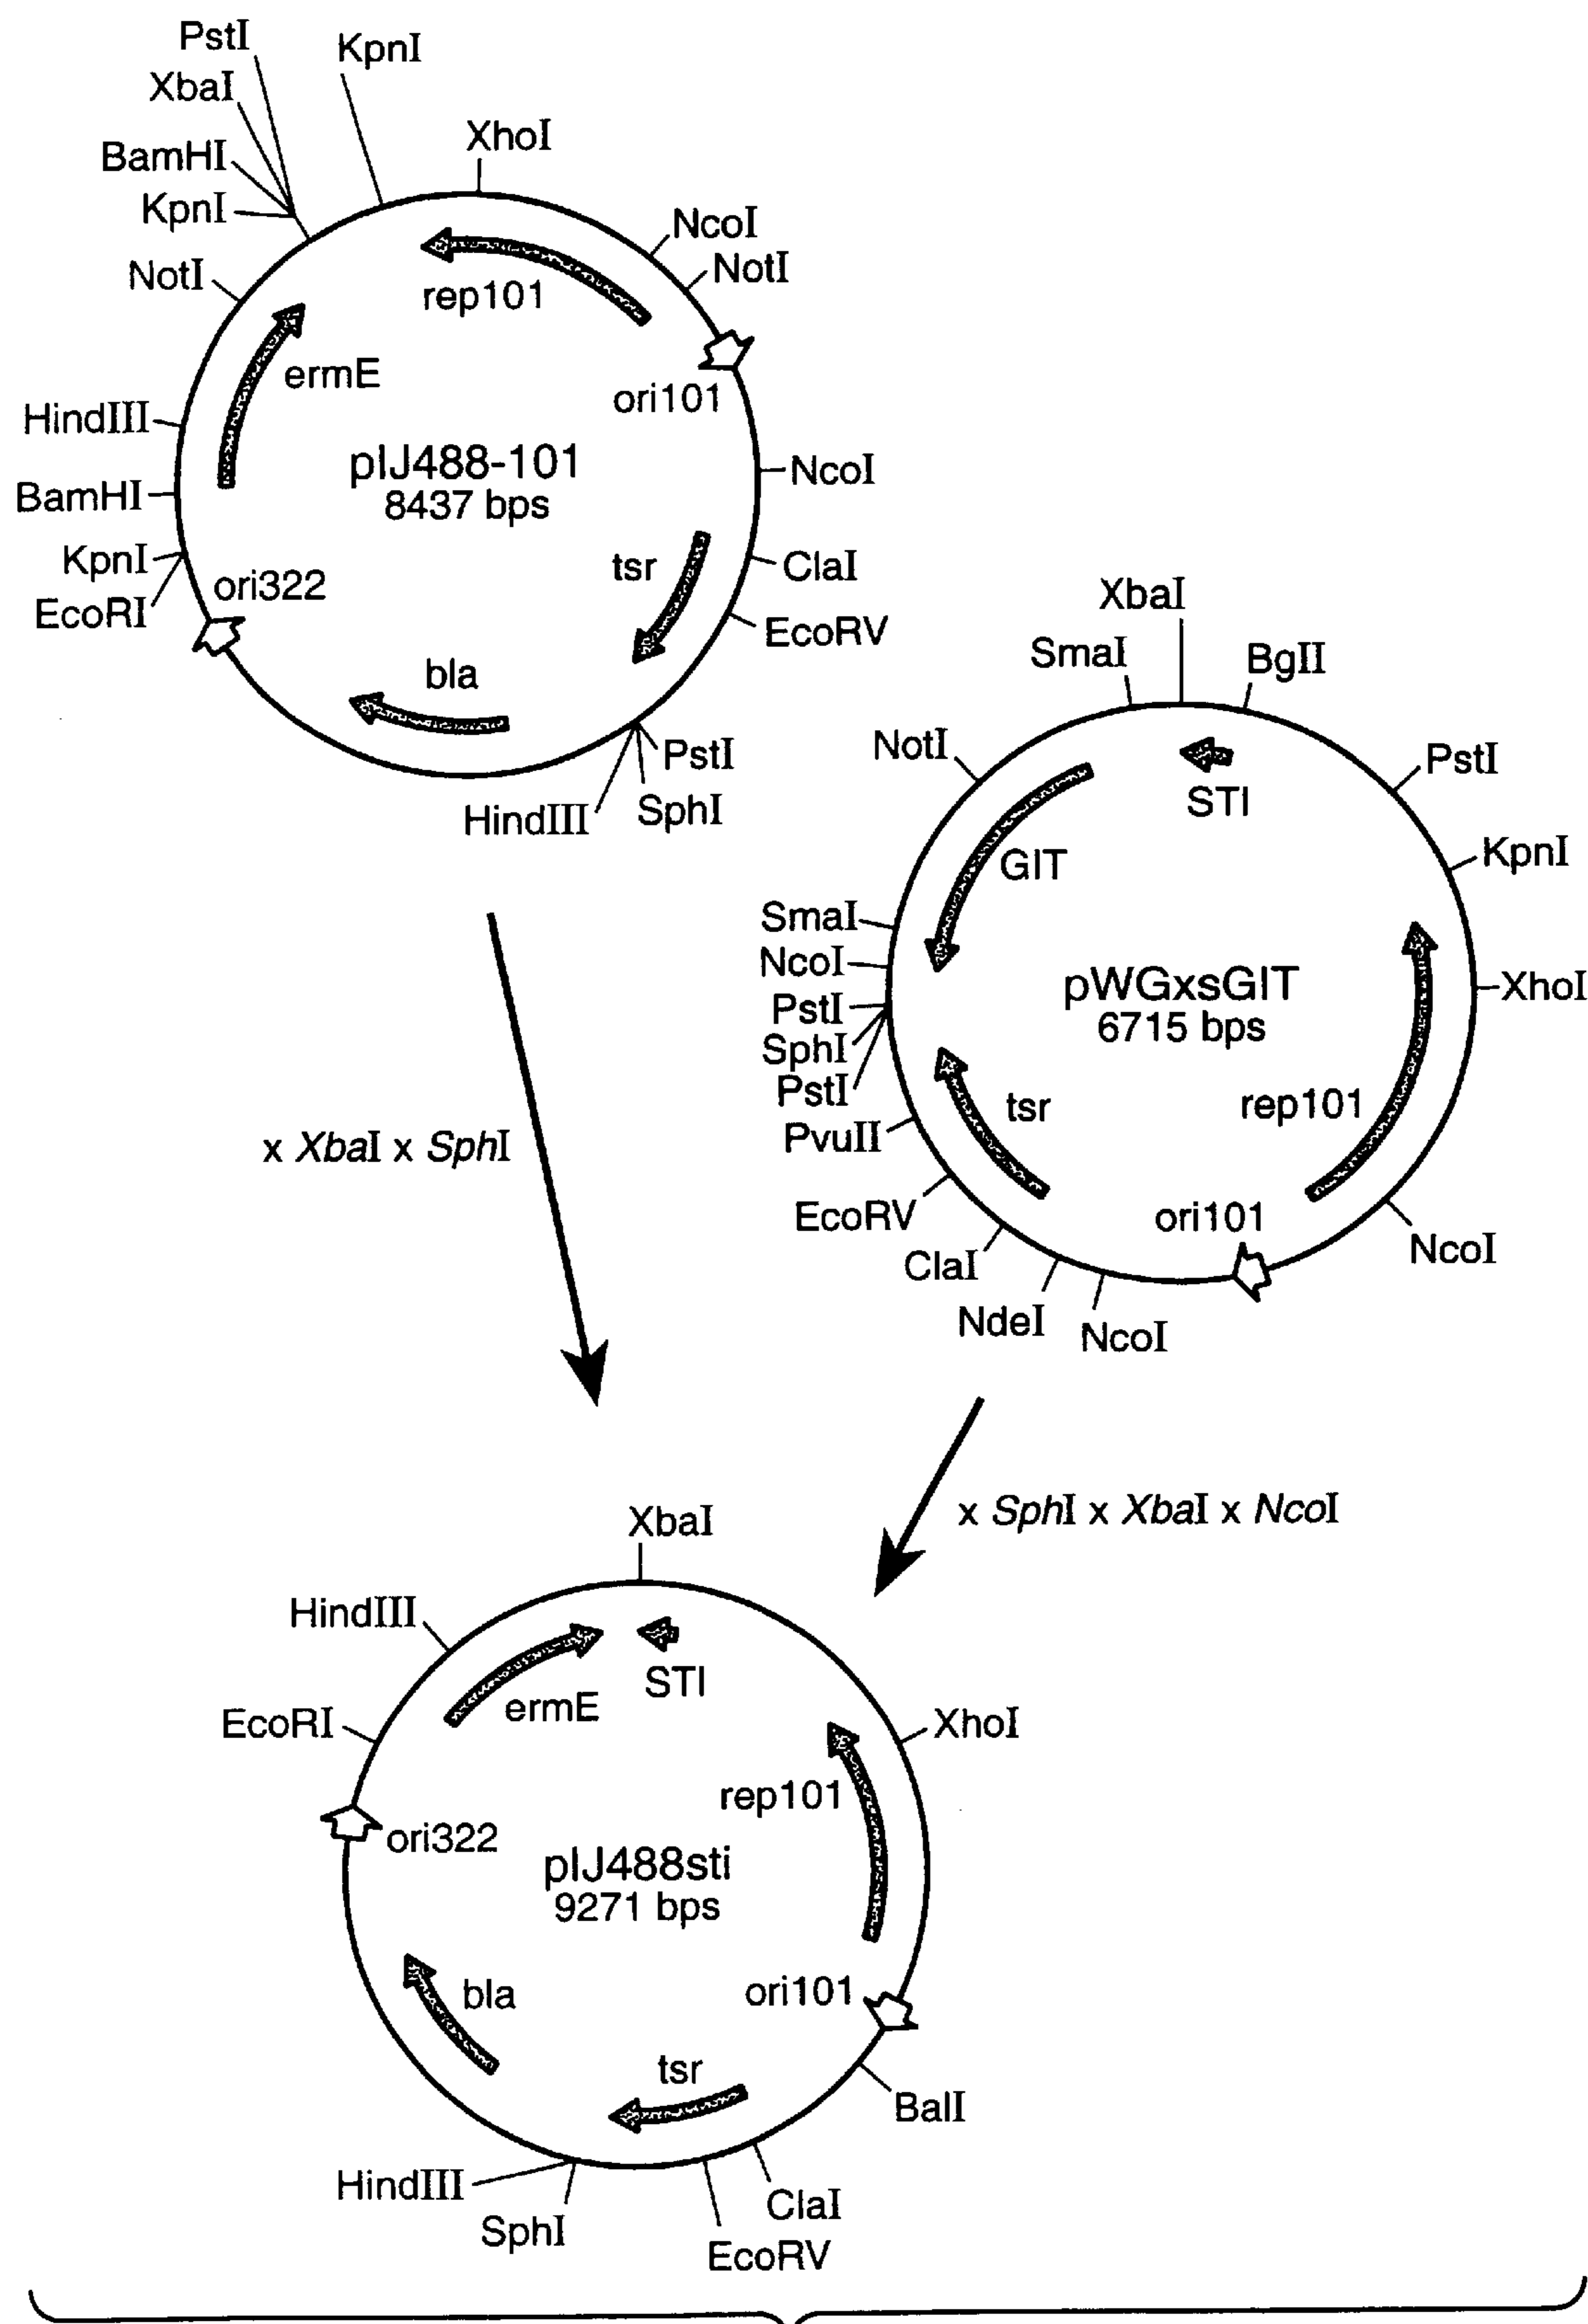 PstI
KpnI
XbaI
XhoI
BamHI
KpnI
NcoI
NotI
NotI
rep101
ermE
ori101
HindIII
pIJ488-101
8437 bps
NcoI
BamHI
KpnI
tsr
ClaI
ori322
EcoRI
EcoRV
bla
PstI
HindIII
SphI
XbaI
SmaI
BgII
NotI
PstI
STI
KpnI
GIT
SmaI
NcoI
pWGxsGIT
6715 bps
XhoI
PstI
SphI
PstI
tsr
rep101
PvuII
EcoRV
ori101
ClaI
NcoI
NdeI
NcoI
x XbaI x SphI
x SphI x XbaI x NcoI
XbaI
HindIII
STI
ermE
EcoRI
XhoI
rep101
ori322
pIJ488sti
9271 bps
bla
ori101
tsr
BalI
HindIII
ClaI
SphI
EcoRV